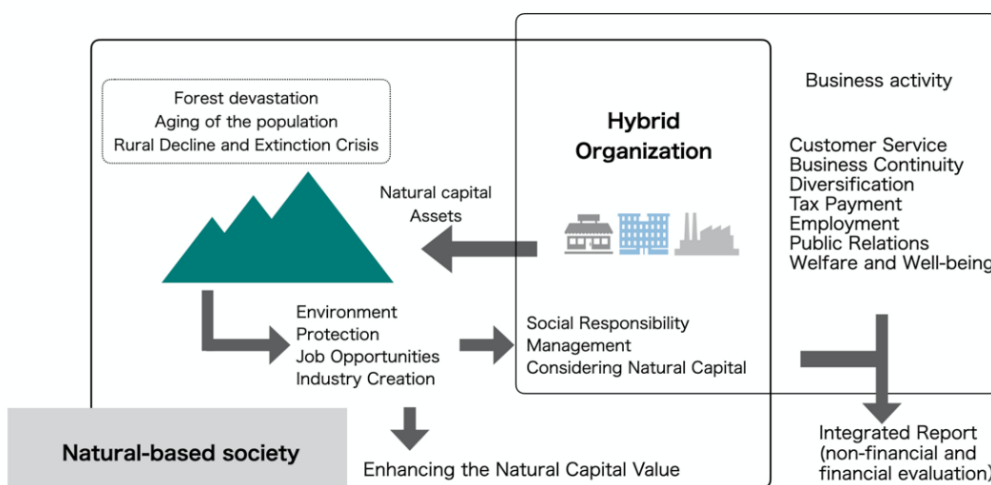 Forest devastation
Aging of the population
Rural Decline and Extinction Crisis
Natural capital
Assets
Hybrid
Organization
Business activity
Customer Service
Business Continuity
Diversification
Tax Payment
Employment
Public Relations
Welfare and Well-being
Environment
Protection
Job Opportunities
Industry Creation
Social Responsibility
Management
Considering Natural Capital
Natural-based society
Enhancing the Natural Capital Value
Integrated Report
(non-financial and
financial evaluation)